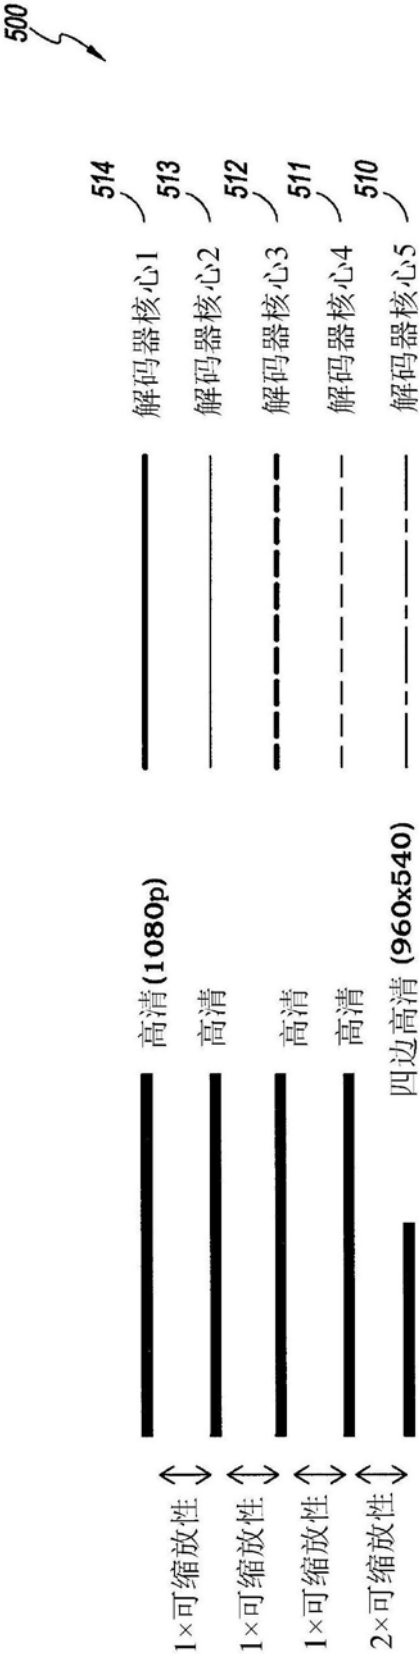 500
高清(1080p)
解码器核心1
514
1×可缩放性
高清
解码器核心2
513
1×可缩放性
高清
解码器核心3
512
1×可缩放性
高清
解码器核心4
511
2×可缩放性
四边高清 (960x540)
解码器核心5
510